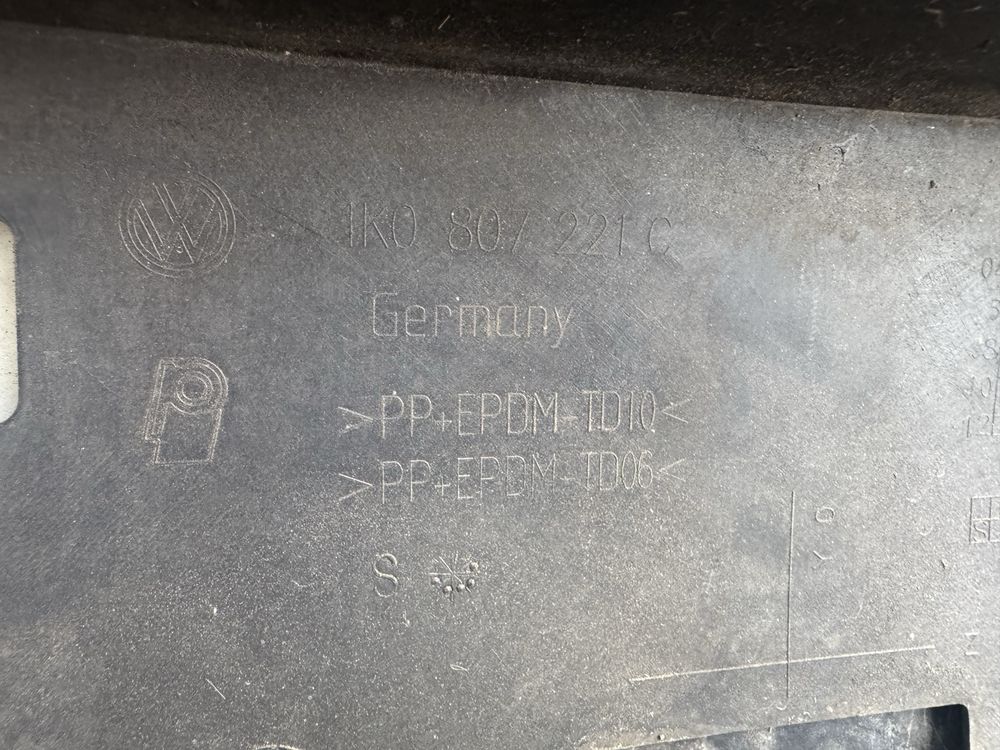 1K0 807 221 C
Germany
>PP+EPDM-TD10<
>PP+EPDM-TD06<
S